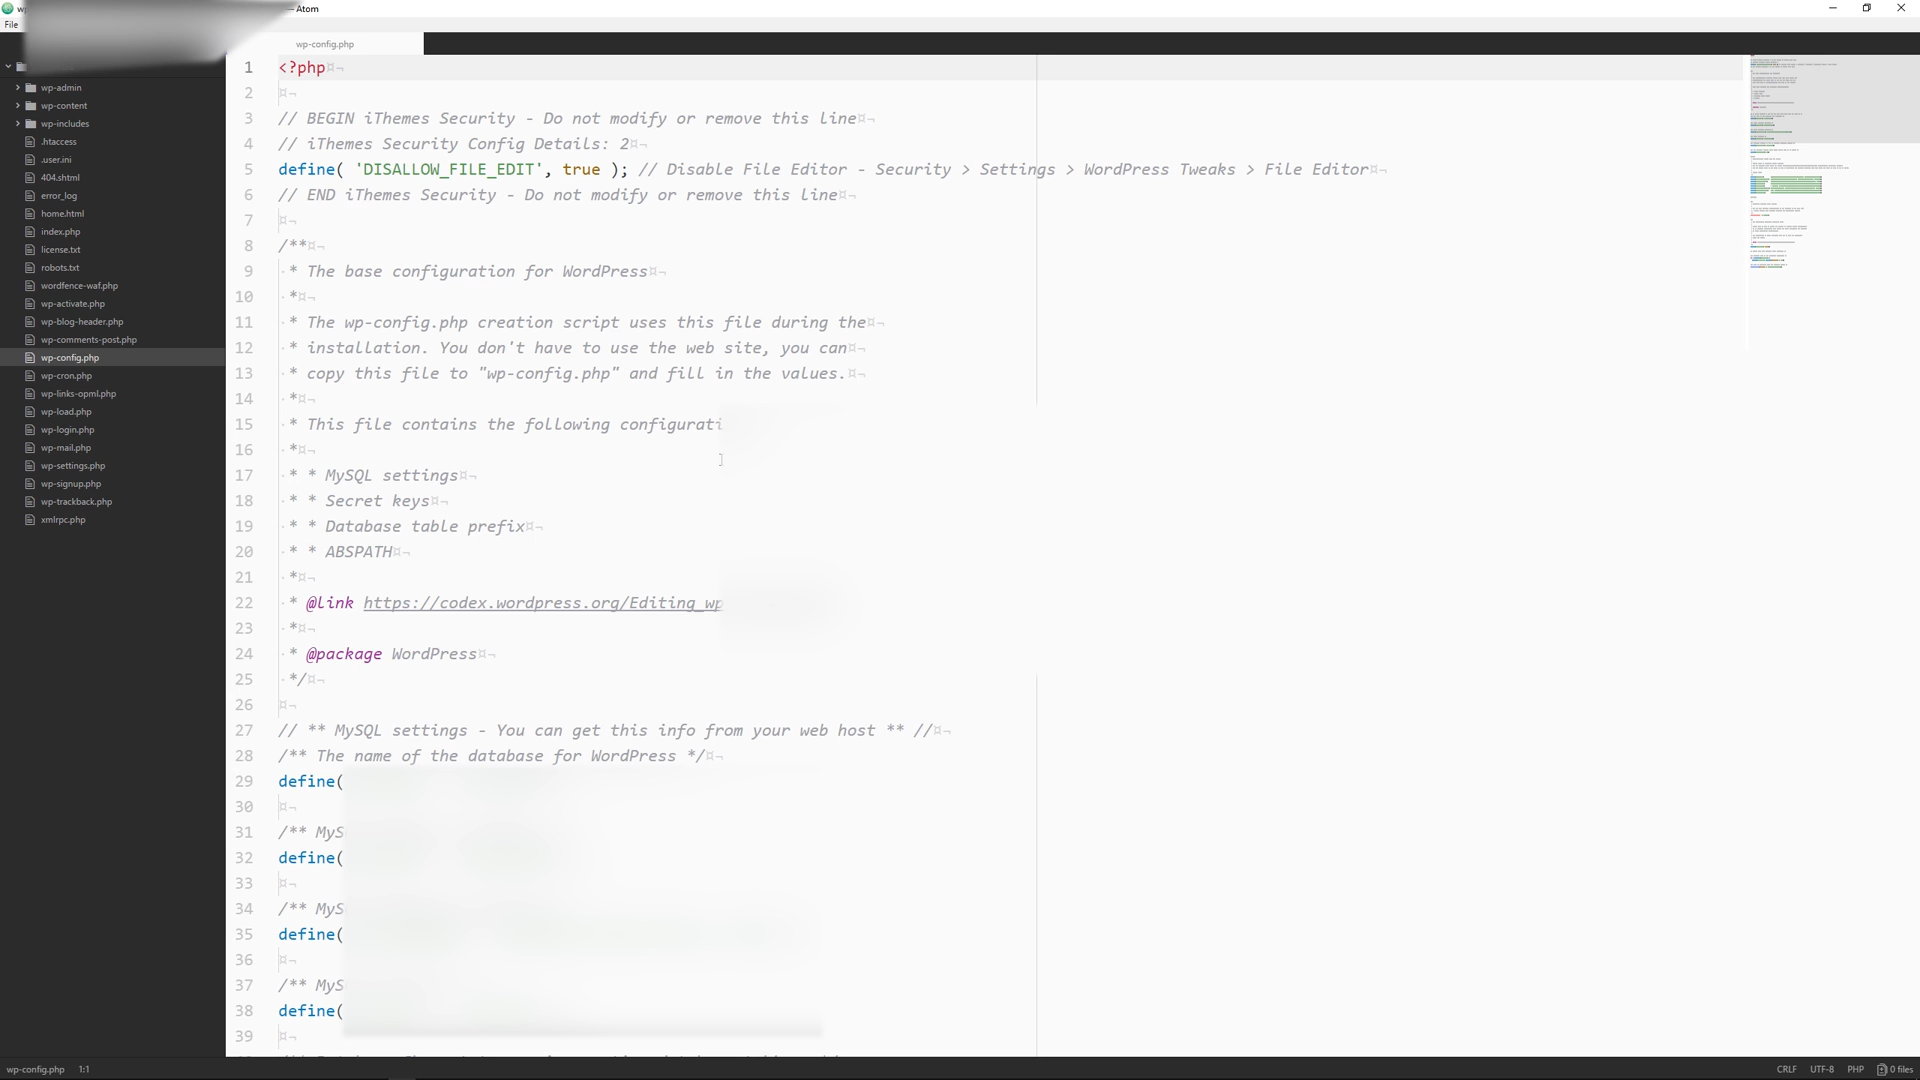 — Atom
File
wp-config.php
wp-admin
wp-content
wp-includes
.htaccess
.user.ini
404.shtml
error_log
home.html
index.php
license.txt
robots.txt
wordfence-waf.php
wp-activate.php
wp-blog-header.php
wp-comments-post.php
wp-config.php
wp-cron.php
wp-links-opml.php
wp-load.php
wp-login.php
wp-mail.php
wp-settings.php
wp-signup.php
wp-trackback.php
xmlrpc.php
1 <?php¤¬
2 ¤¬
3 // BEGIN iThemes Security - Do not modify or remove this line¤¬
4 // iThemes Security Config Details: 2¤¬
5 define( 'DISALLOW_FILE_EDIT', true ); // Disable File Editor - Security > Settings > WordPress Tweaks > File Editor¤¬
6 // END iThemes Security - Do not modify or remove this line¤¬
7 ¤¬
8 /**¤¬
9 ·* The base configuration for WordPress¤¬
10 ·*¤¬
11 ·* The wp-config.php creation script uses this file during the¤¬
12 ·* installation. You don't have to use the web site, you can¤¬
13 ·* copy this file to "wp-config.php" and fill in the values.¤¬
14 ·*¤¬
15 ·* This file contains the following configurati
16 ·*¤¬
17 ·* * MySQL settings¤¬
18 ·* * Secret keys¤¬
19 ·* * Database table prefix¤¬
20 ·* * ABSPATH¤¬
21 ·*¤¬
22 ·* @link https://codex.wordpress.org/Editing_wp
23 ·*¤¬
24 ·* @package WordPress¤¬
25 ·*/¤¬
26 ¤¬
27 // ** MySQL settings - You can get this info from your web host ** //¤¬
28 /** The name of the database for WordPress */¤¬
29 define(
30 ¤¬
31 /** MyS
32 define(
33 ¤¬
34 /** MyS
35 define(
36 ¤¬
37 /** MyS
38 define(
39 ¤¬
wp-config.php 1:1 CRLF UTF-8 PHP 0 files